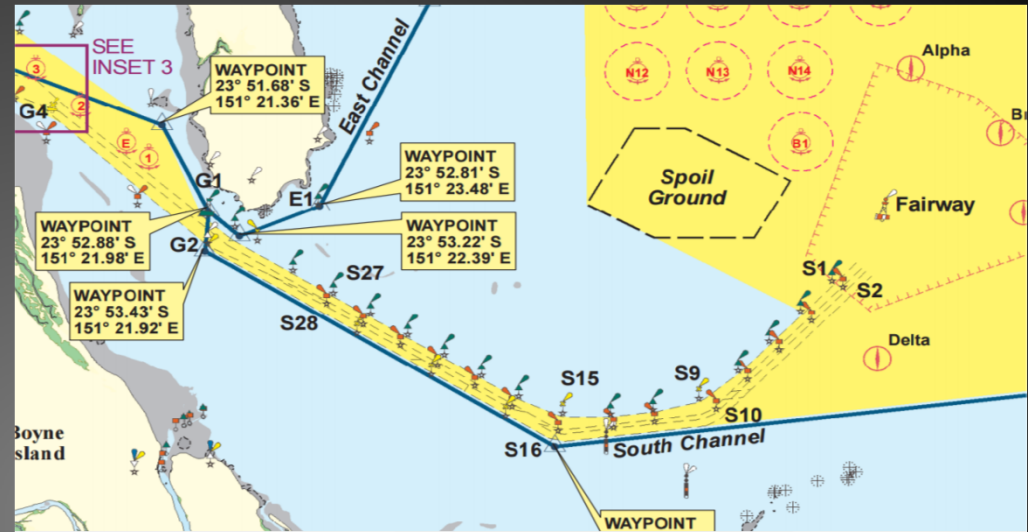 SEE
INSET 3
3
2
G4
E
1
WAYPOINT
23° 51.68' S
151° 21.36' E
East Channel
N12
N13
N14
B1
Alpha
Spoil
Ground
Fairway
G1
E1
WAYPOINT
23° 52.81' S
151° 23.48' E
WAYPOINT
23° 52.88' S
151° 21.98' E
WAYPOINT
23° 53.22' S
151° 22.39' E
G2
WAYPOINT
23° 53.43' S
151° 21.92' E
S27
S28
S1
S2
Delta
S15
S9
S10
S16
South Channel
WAYPOINT